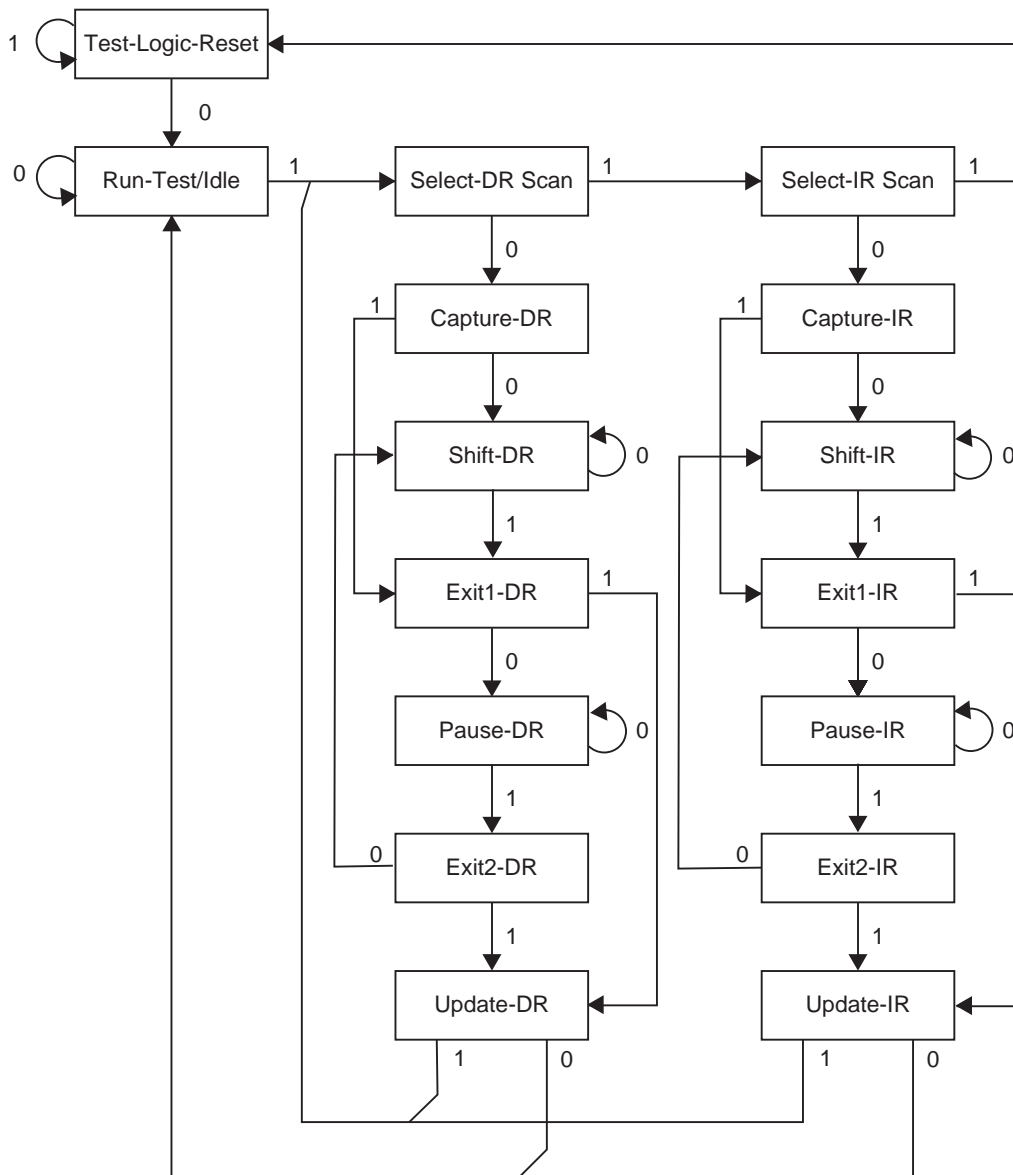 1
Test-Logic-Reset
0
0
Run-Test/Idle
1
Select-DR Scan
1
Select-IR Scan
1
0
0
1
Capture-DR
1
Capture-IR
0
0
Shift-DR
0
Shift-IR
0
1
1
Exit1-DR
1
Exit1-IR
1
0
0
Pause-DR
0
Pause-IR
0
1
1
0
Exit2-DR
0
Exit2-IR
1
1
Update-DR
Update-IR
1
0
1
0